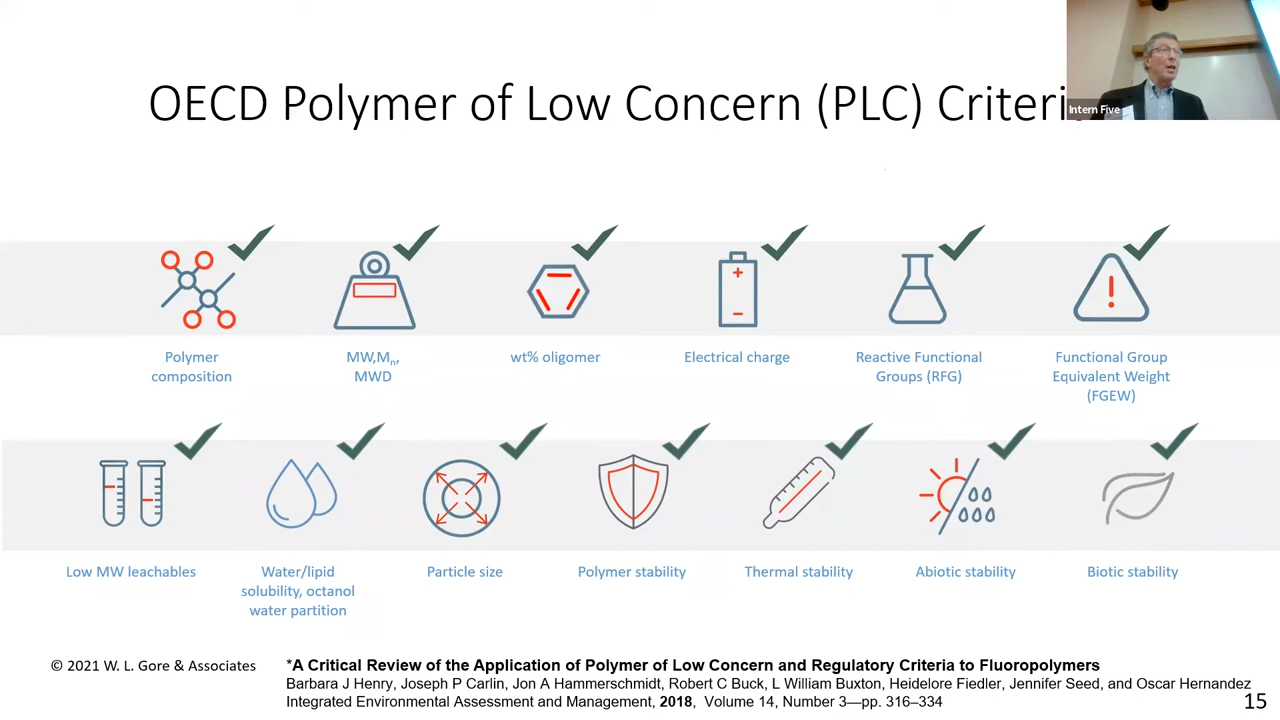 OECD Polymer of Low Concern (PLC) Criteri
Intern Five
Polymer
composition
MW,Mn,
MWD
wt% oligomer
Electrical charge
Reactive Functional
Groups (RFG)
Functional Group
Equivalent Weight
(FGEW)
Low MW leachables
Water/lipid
solubility, octanol
water partition
Particle size
Polymer stability
Thermal stability
Abiotic stability
Biotic stability
© 2021 W. L. Gore & Associates
*A Critical Review of the Application of Polymer of Low Concern and Regulatory Criteria to Fluoropolymers
Barbara J Henry, Joseph P Carlin, Jon A Hammerschmidt, Robert C Buck, L William Buxton, Heidelore Fiedler, Jennifer Seed, and Oscar Hernandez
Integrated Environmental Assessment and Management, 2018, Volume 14, Number 3—pp. 316–334
15